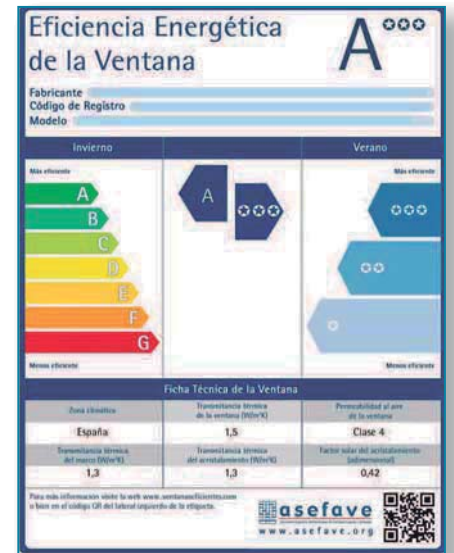 Eficiencia Energética
de la Ventana
A✪✪✪
Fabricante
Código de Registro
Modelo
Invierno
Verano
Más eficiente
Más eficiente
A
B
C
D
E
F
G
A
✪✪✪
✪✪✪
✪✪
✪
Menos eficiente
Menos eficiente
Ficha Técnica de la Ventana
Zona climática
Transmitancia térmica
de la ventana (W/m²K)
Permeabilidad al aire
de la ventana
España
1,5
Clase 4
Transmitancia térmica
del marco (W/m²K)
Transmitancia térmica
del acristalamiento (W/m²K)
Factor solar del acristalamiento
(adimensional)
1,3
1,3
0,42
Para más información visite la web www.ventanaseficientes.com
o bien en el código QR del lateral izquierdo de la etiqueta.
asefave
www.asefave.org